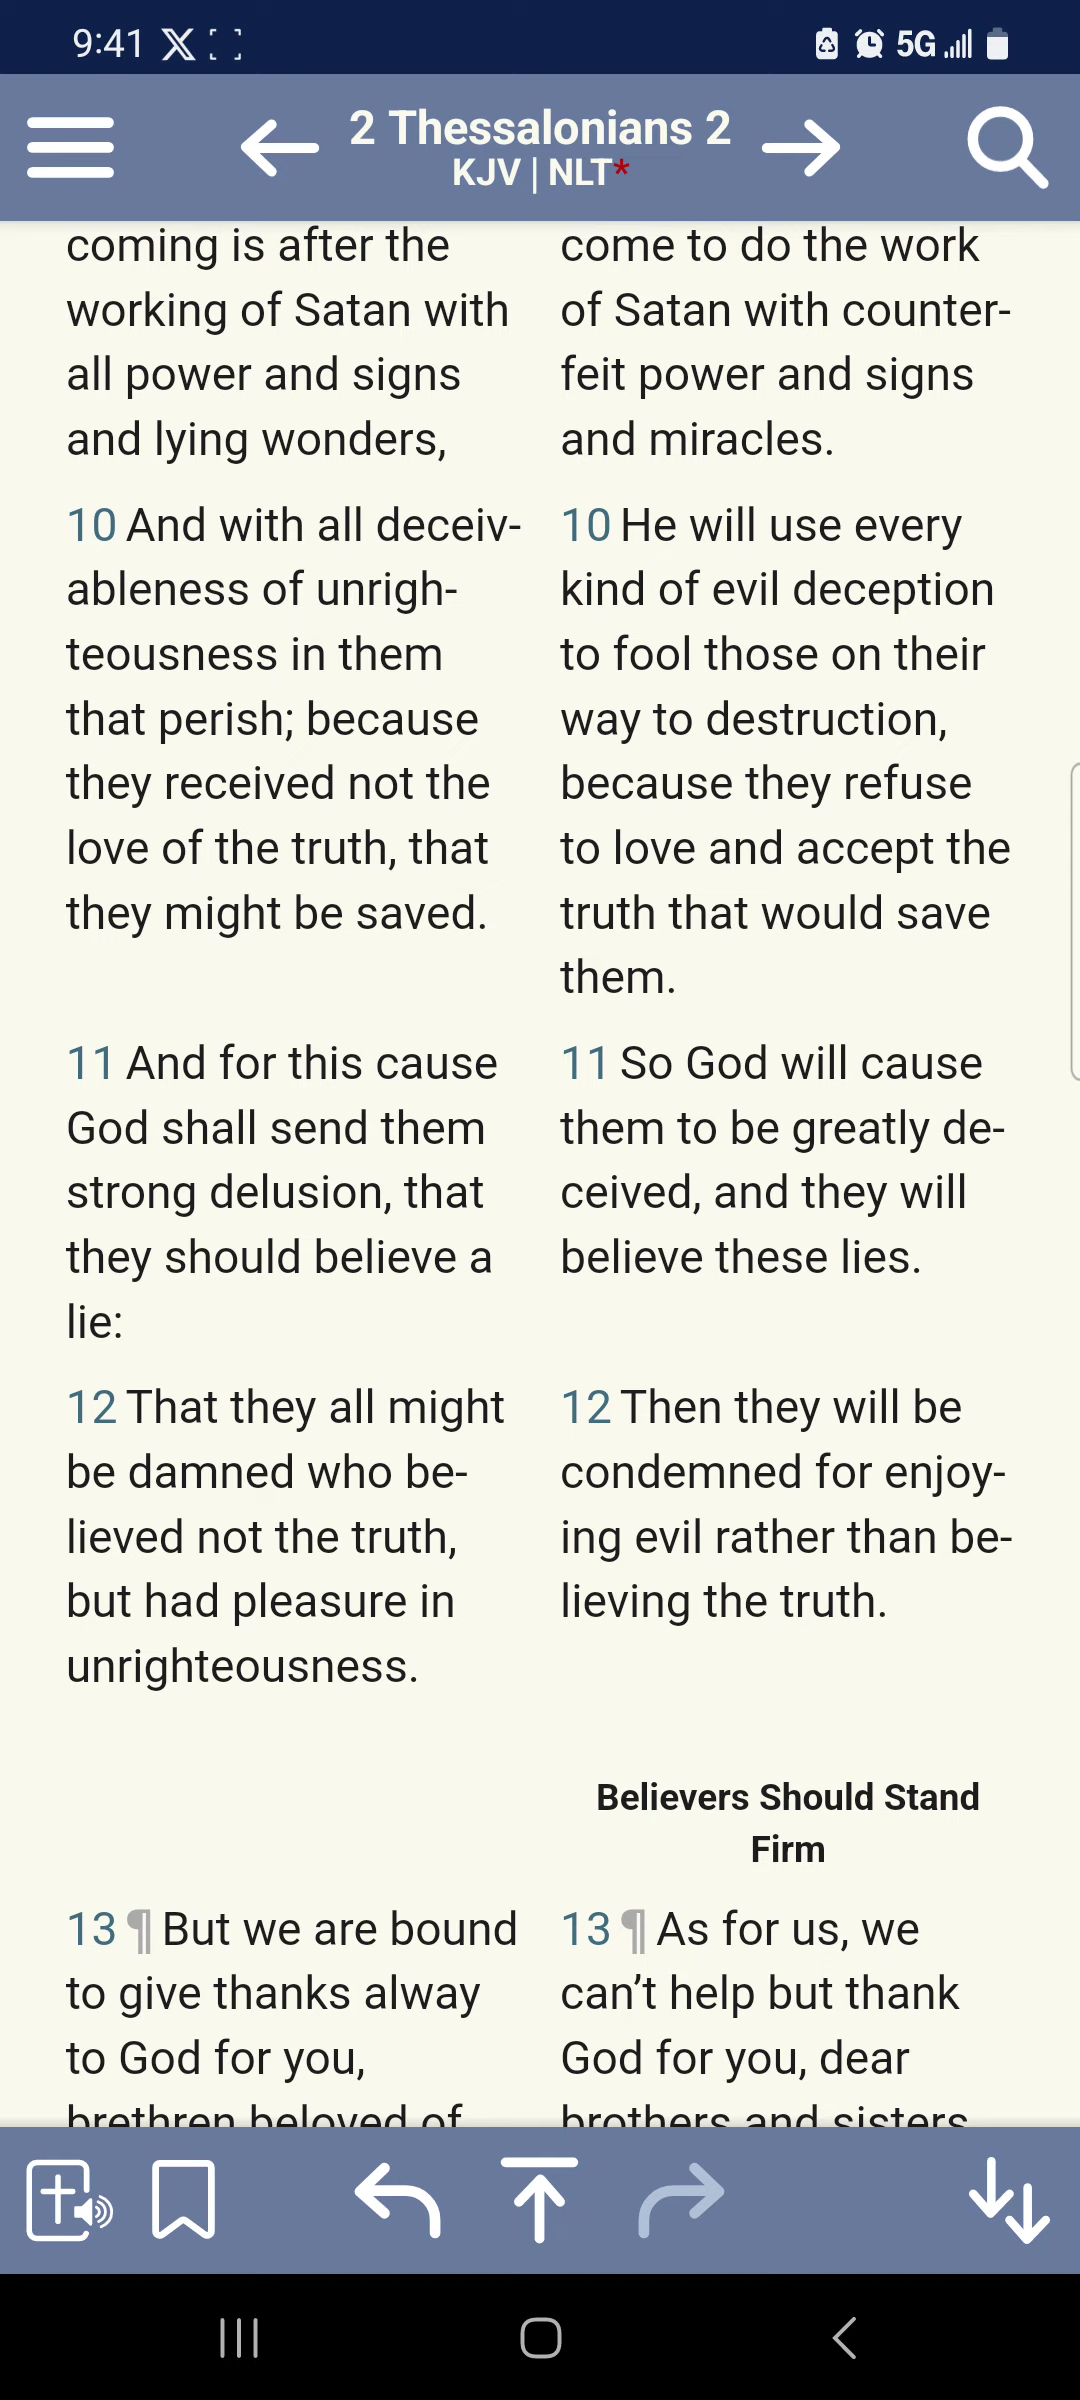 9:41
5G
2 Thessalonians 2
KJV | NLT*
coming is after the
working of Satan with
all power and signs
and lying wonders,
10 And with all deceiv-
ableness of unrigh-
teousness in them
that perish; because
they received not the
love of the truth, that
they might be saved.
11 And for this cause
God shall send them
strong delusion, that
they should believe a
lie:
12 That they all might
be damned who be-
lieved not the truth,
but had pleasure in
unrighteousness.
13 ¶ But we are bound
to give thanks alway
to God for you,
brethren beloved of
come to do the work
of Satan with counter-
feit power and signs
and miracles.
10 He will use every
kind of evil deception
to fool those on their
way to destruction,
because they refuse
to love and accept the
truth that would save
them.
11 So God will cause
them to be greatly de-
ceived, and they will
believe these lies.
12 Then they will be
condemned for enjoy-
ing evil rather than be-
lieving the truth.
Believers Should Stand
Firm
13 ¶ As for us, we
can’t help but thank
God for you, dear
brothers and sisters